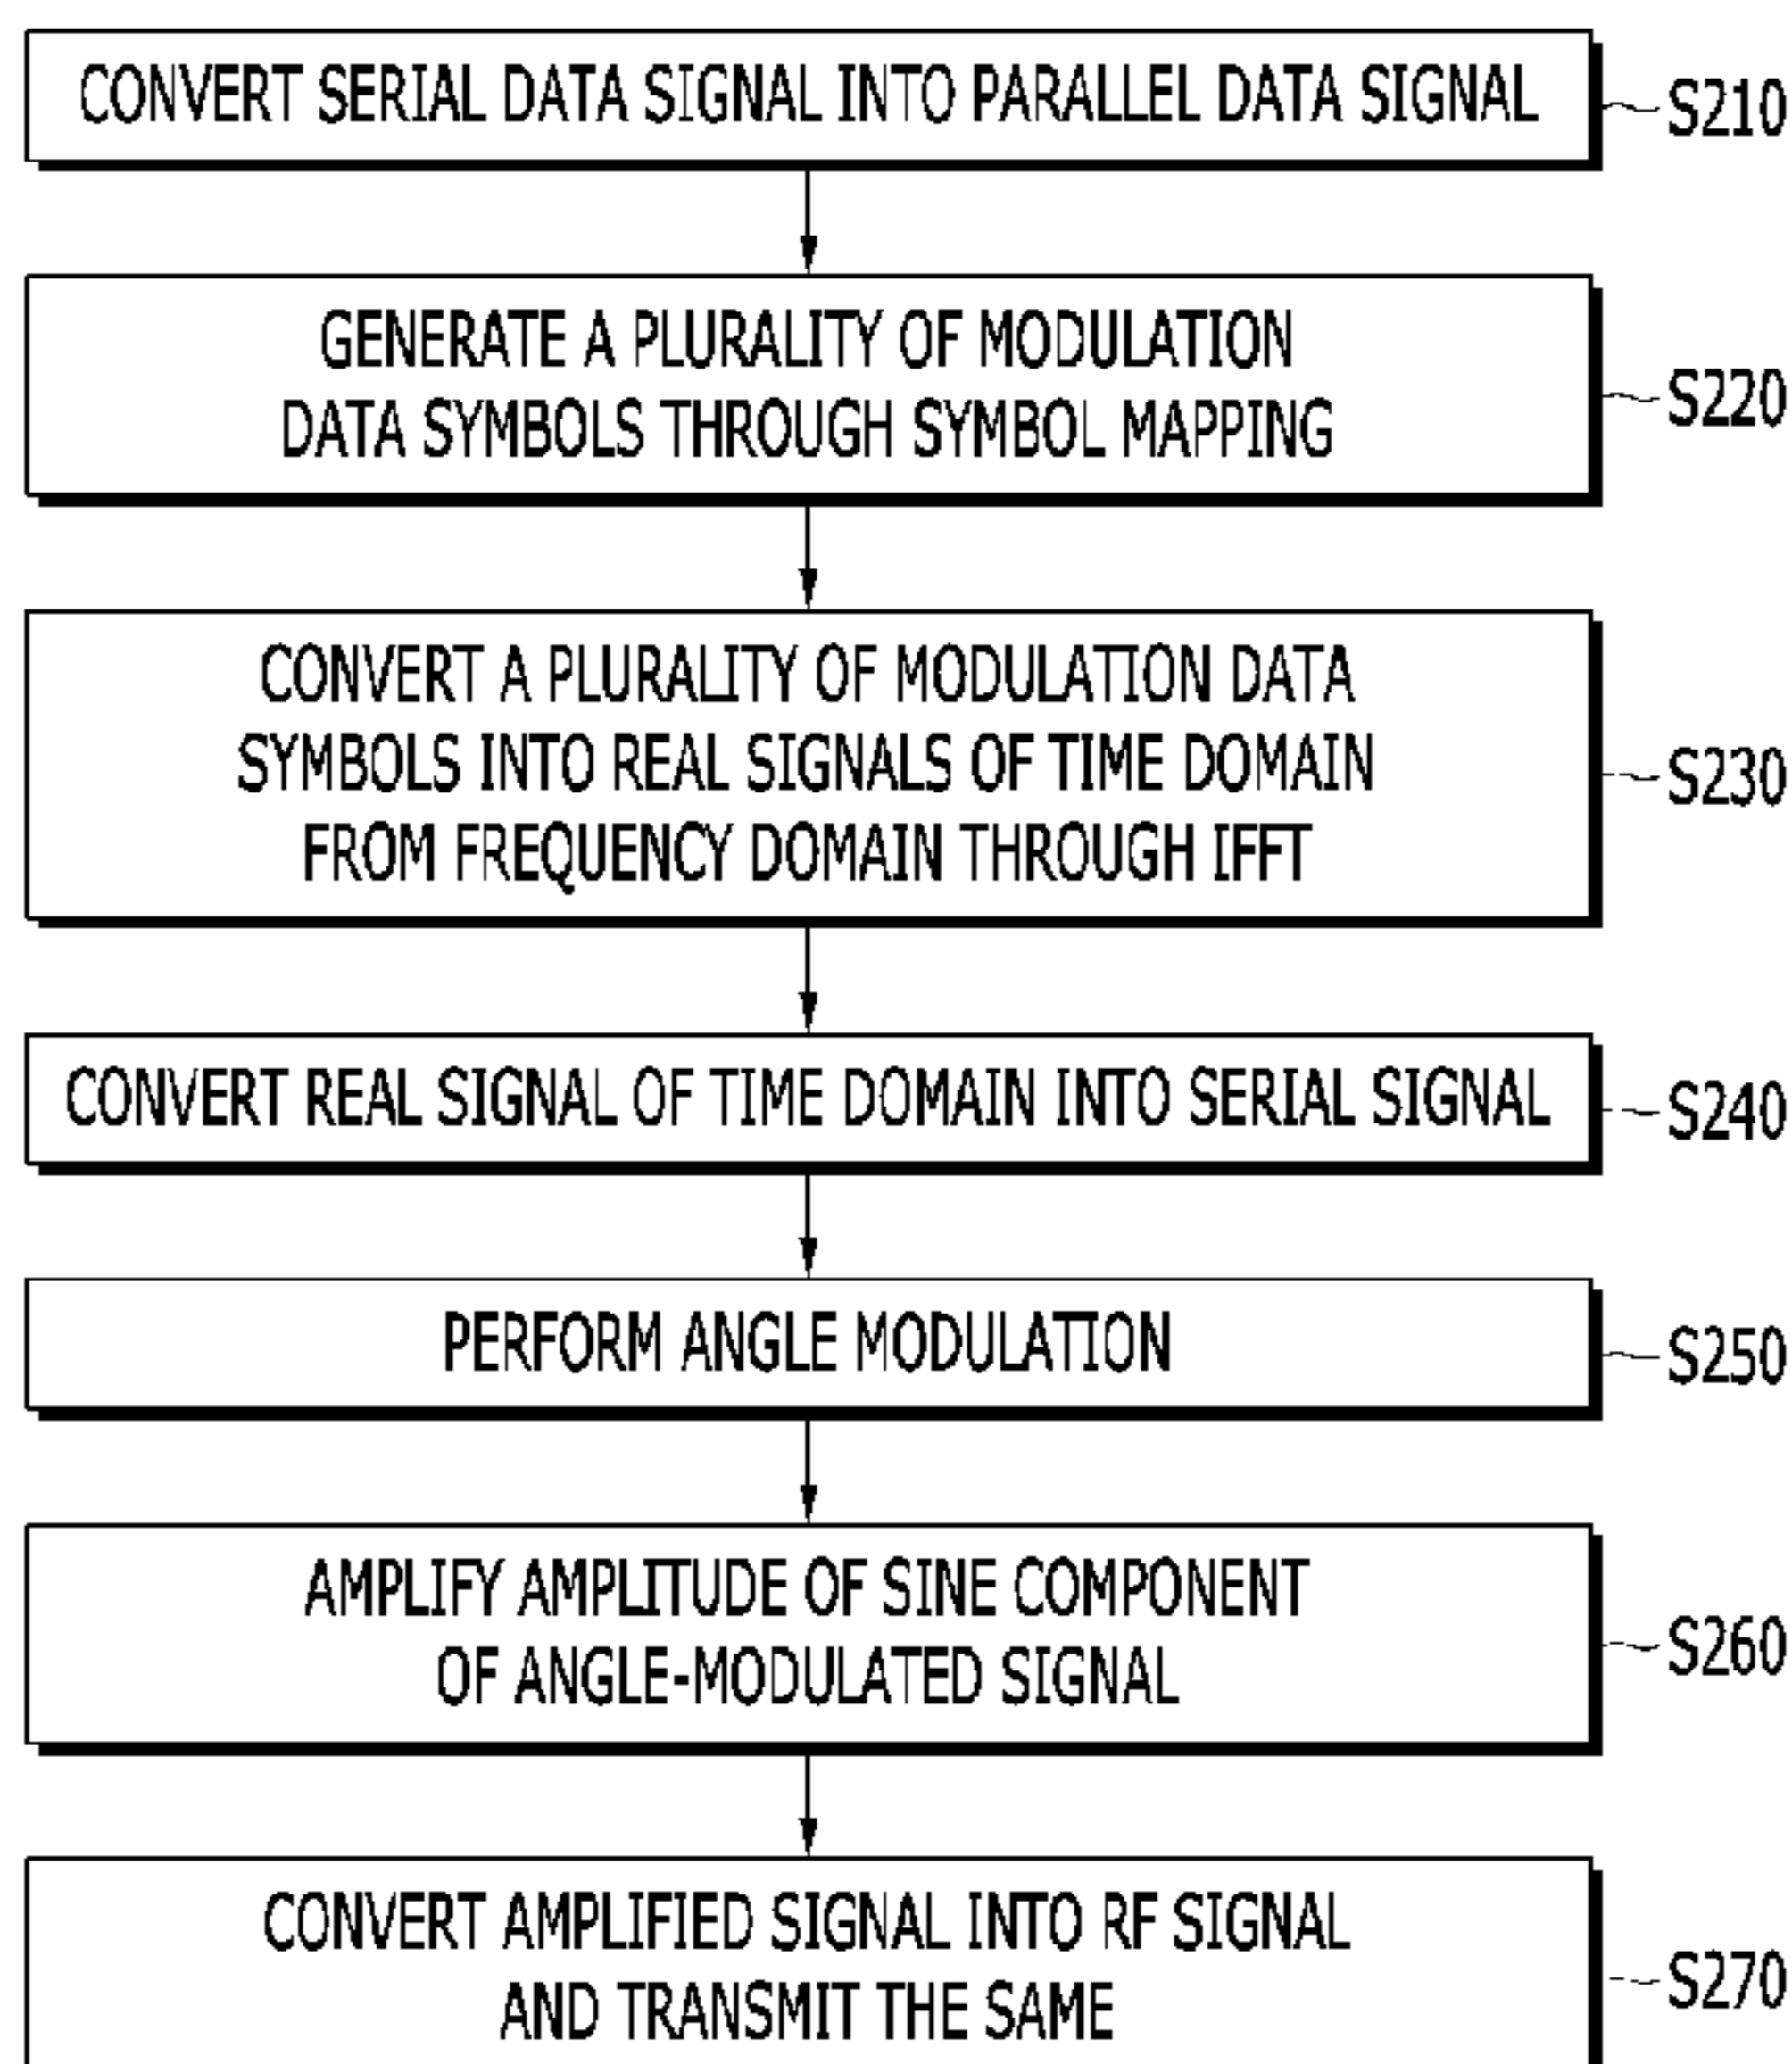 CONVERT SERIAL DATA SIGNAL INTO PARALLEL DATA SIGNAL
S210
GENERATE A PLURALITY OF MODULATION
DATA SYMBOLS THROUGH SYMBOL MAPPING
S220
CONVERT A PLURALITY OF MODULATION DATA
SYMBOLS INTO REAL SIGNALS OF TIME DOMAIN
FROM FREQUENCY DOMAIN THROUGH IFFT
S230
CONVERT REAL SIGNAL OF TIME DOMAIN INTO SERIAL SIGNAL
S240
PERFORM ANGLE MODULATION
S250
AMPLIFY AMPLITUDE OF SINE COMPONENT
OF ANGLE-MODULATED SIGNAL
S260
CONVERT AMPLIFIED SIGNAL INTO RF SIGNAL
AND TRANSMIT THE SAME
S270